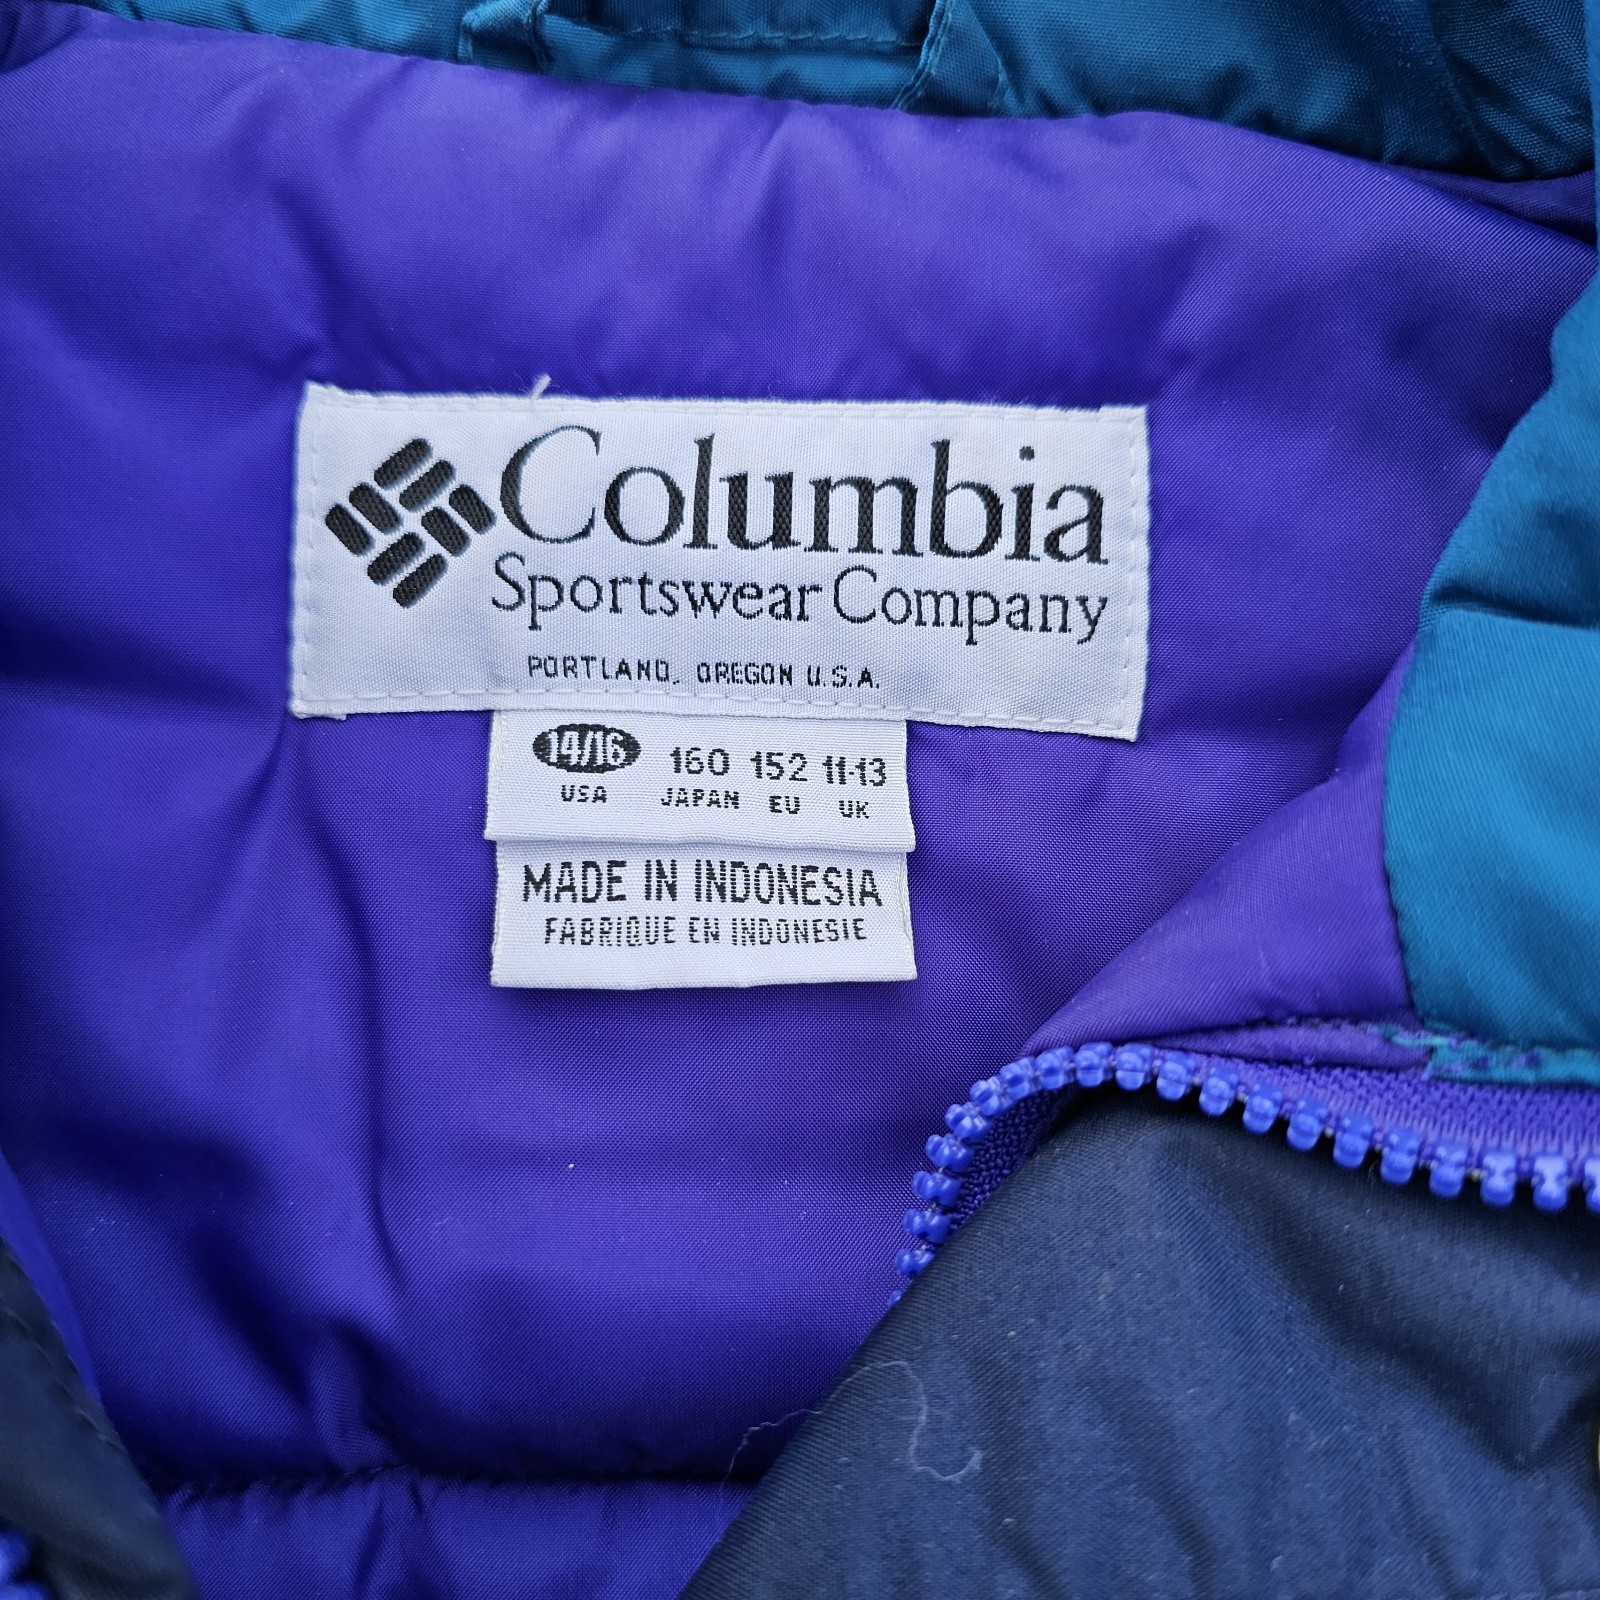 Columbia
Sportswear Company
PORTLAND, OREGON U.S.A.
14/16 160 152 11-13
USA JAPAN EU UK
MADE IN INDONESIA
FABRIQUE EN INDONESIE